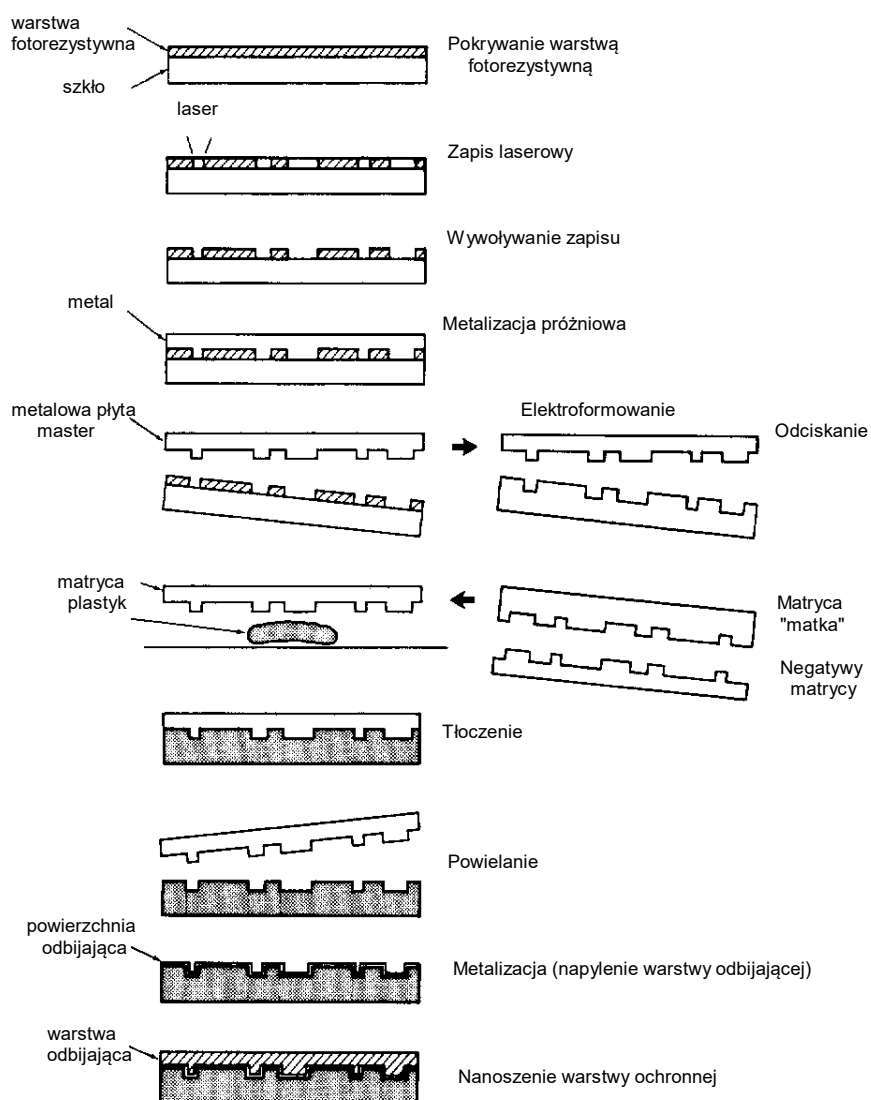 warstwa
fotorezystywna
Pokrywanie warstwą
fotorezystywną
szkło
laser
Zapis laserowy
Wywoływanie zapisu
metal
Metalizacja próżniowa
metalowa płyta
master
Elektroformowanie
Odciskanie
matryca
plastyk
Matryca
"matka"
Negatywy
matrycy
Tłoczenie
Powielanie
powierzchnia
odbijająca
Metalizacja (napylenie warstwy odbijającej)
warstwa
odbijająca
Nanoszenie warstwy ochronnej